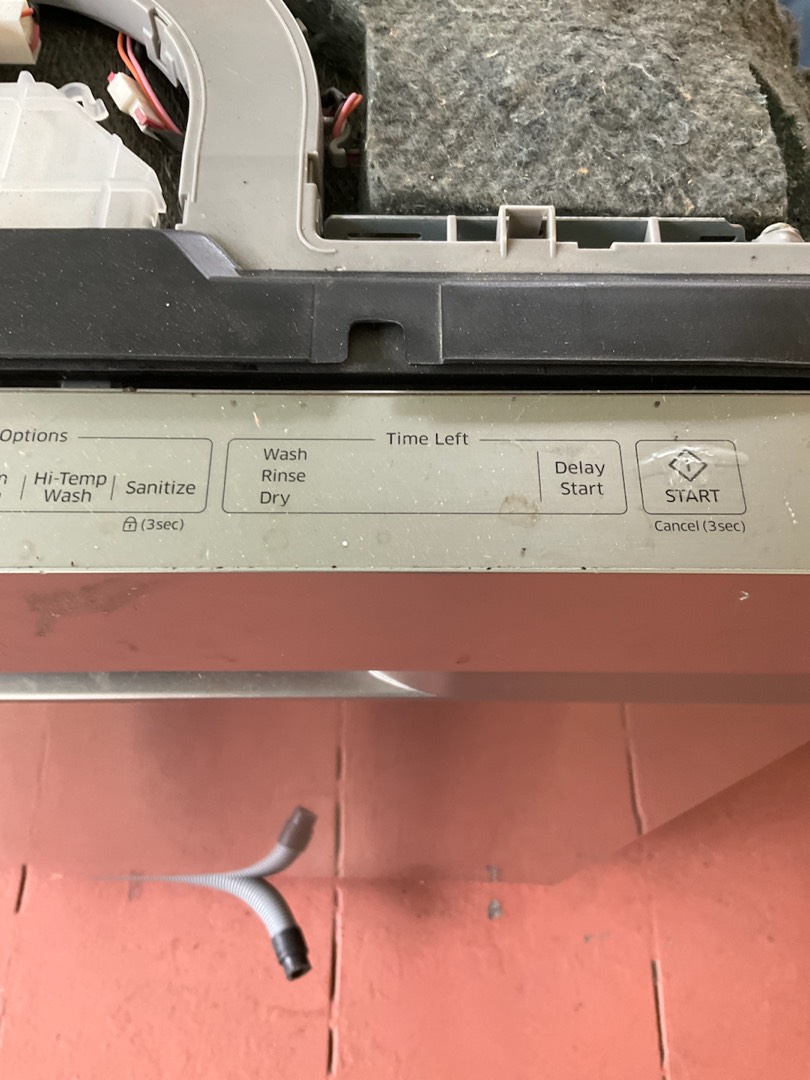 Options
Time Left
Hi-Temp
Wash
Sanitize
(3sec)
Wash
Rinse
Dry
Delay
Start
START
Cancel (3sec)